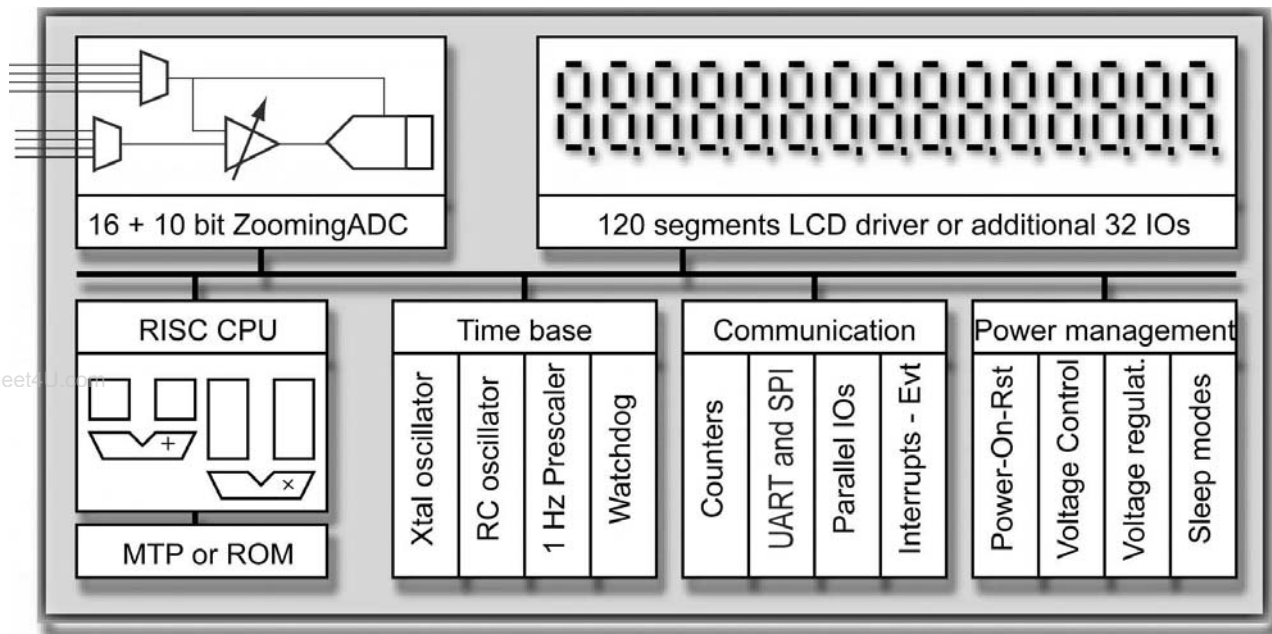 16 + 10 bit ZoomingADC
120 segments LCD driver or additional 32 IOs
RISC CPU
+
×
MTP or ROM
Time base
Xtal oscillator
RC oscillator
1 Hz Prescaler
Watchdog
Communication
Counters
UART and SPI
Parallel IOs
Interrupts - Evt
Power management
Power-On-Rst
Voltage Control
Voltage regulat.
Sleep modes
eet4U.com